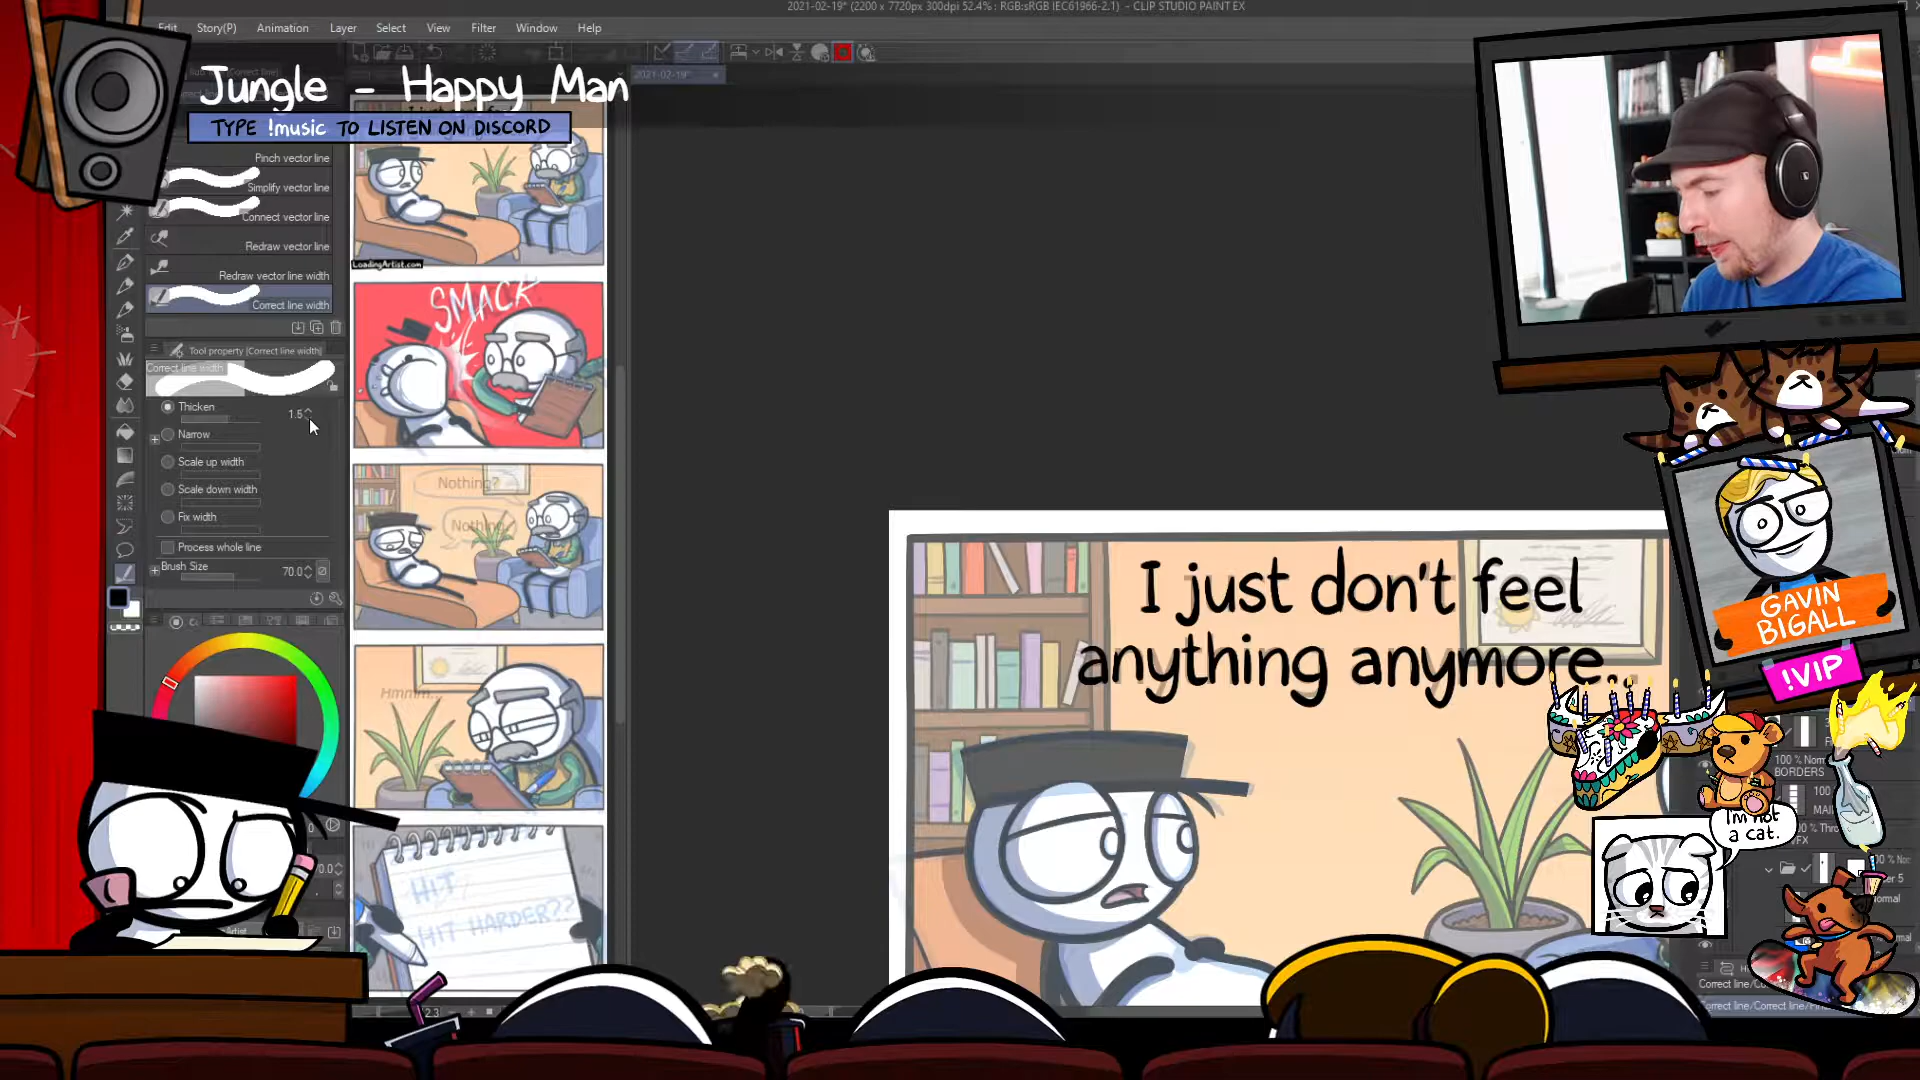 2021-02-19* (2200 x 7720px 300dpi 52.4% : RGB:sRGB IEC61966-2.1) - CLIP STUDIO PAINT EX
Edit Story(P) Animation Layer Select View Filter Window Help
2021-02-19*
Jungle - Happy Man
TYPE !music TO LISTEN ON DISCORD
Pinch vector line
Simplify vector line
Connect vector line
Redraw vector line
Redraw vector line width
Correct line width
Tool property [Correct line width]
Correct line width
Thicken 1.5
Narrow
Scale up width
Scale down width
Fix width
Process whole line
Brush Size 70.0
LoadingArtist.com
SMACK
Nothing?
Nothing.
Hmmm...
HIT
HIT HARDER??
I just don't feel
anything anymore...
GAVIN
BIGALL
!VIP
I'm not
a cat.
BORDERS